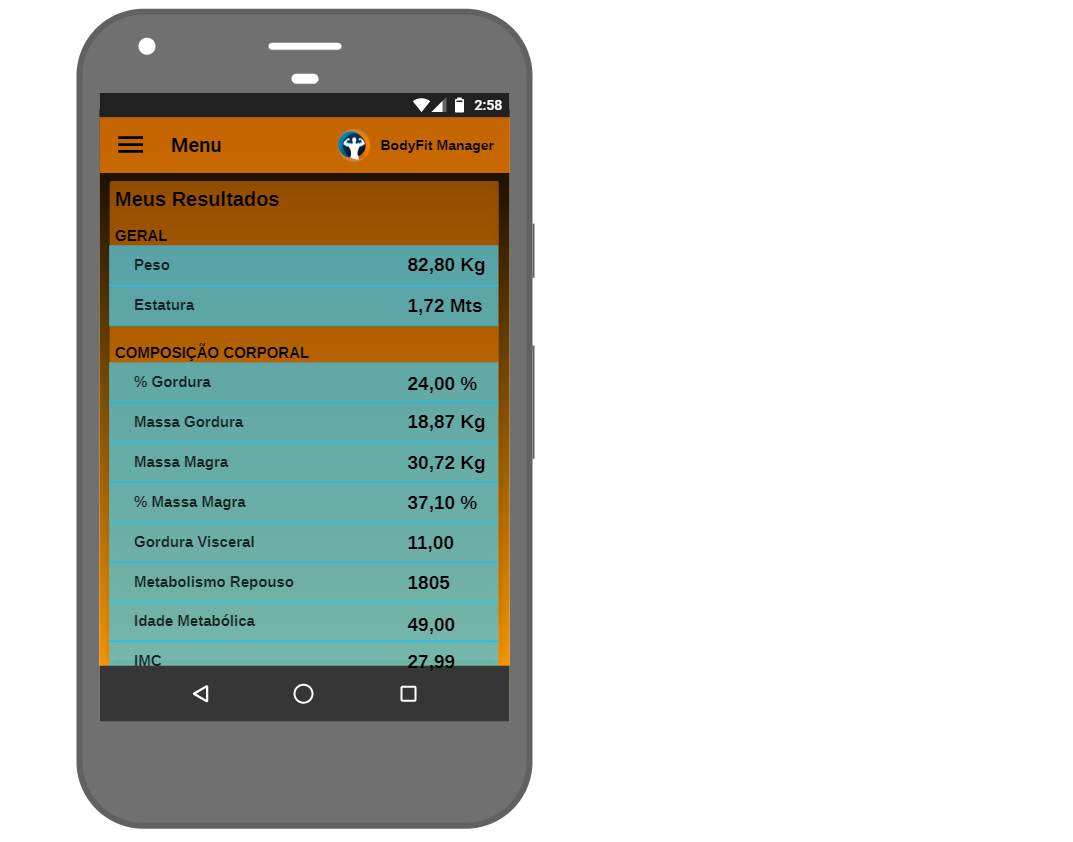 2:58
Menu BodyFit Manager
Meus Resultados
GERAL
Peso 82,80 Kg
Estatura 1,72 Mts
COMPOSIÇÃO CORPORAL
% Gordura 24,00 %
Massa Gordura 18,87 Kg
Massa Magra 30,72 Kg
% Massa Magra 37,10 %
Gordura Visceral 11,00
Metabolismo Repouso 1805
Idade Metabólica 49,00
IMC 27,99